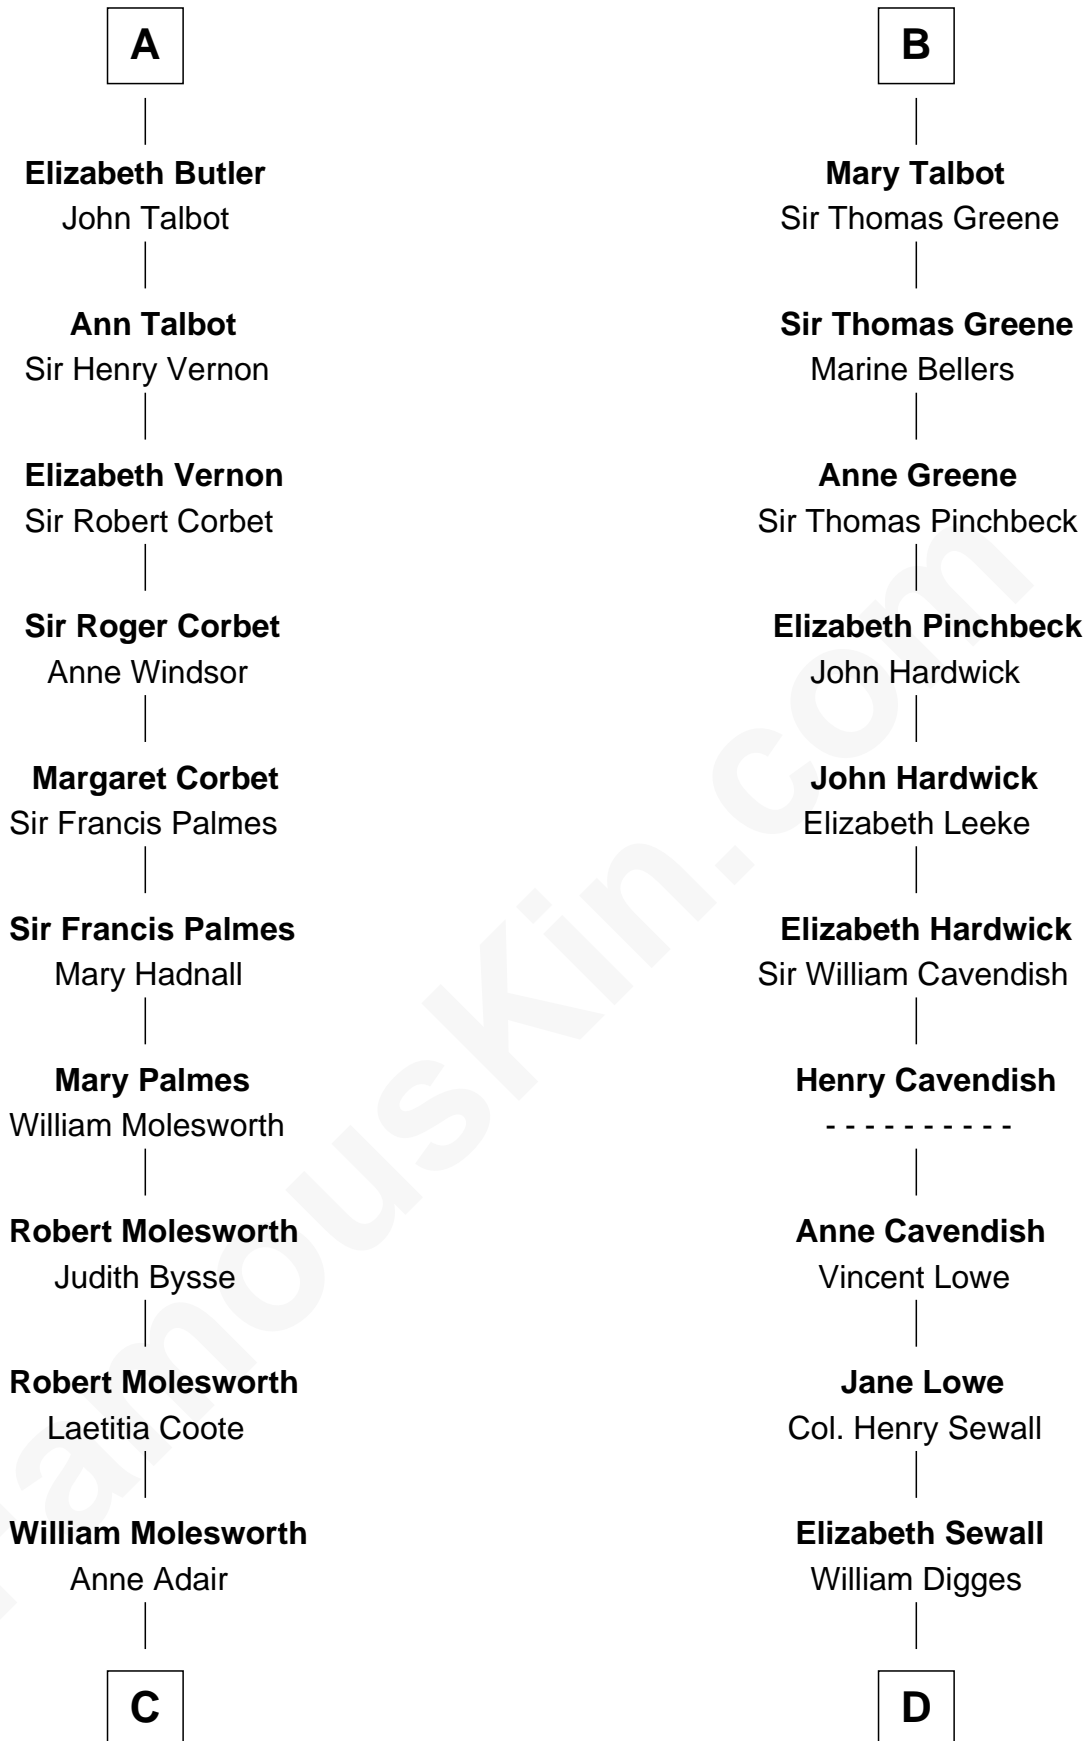 A
Elizabeth Butler
John Talbot
Ann Talbot
Sir Henry Vernon
Elizabeth Vernon
Sir Robert Corbet
Sir Roger Corbet
Anne Windsor
Margaret Corbet
Sir Francis Palmes
Sir Francis Palmes
Mary Hadnall
Mary Palmes
William Molesworth
Robert Molesworth
Judith Bysse
Robert Molesworth
Laetitia Coote
William Molesworth
Anne Adair
C
B
Mary Talbot
Sir Thomas Greene
Sir Thomas Greene
Marine Bellers
Anne Greene
Sir Thomas Pinchbeck
Elizabeth Pinchbeck
John Hardwick
John Hardwick
Elizabeth Leeke
Elizabeth Hardwick
Sir William Cavendish
Henry Cavendish
- - - - - - - - - -
Anne Cavendish
Vincent Lowe
Jane Lowe
Col. Henry Sewall
Elizabeth Sewall
William Digges
D
FamousKin.com